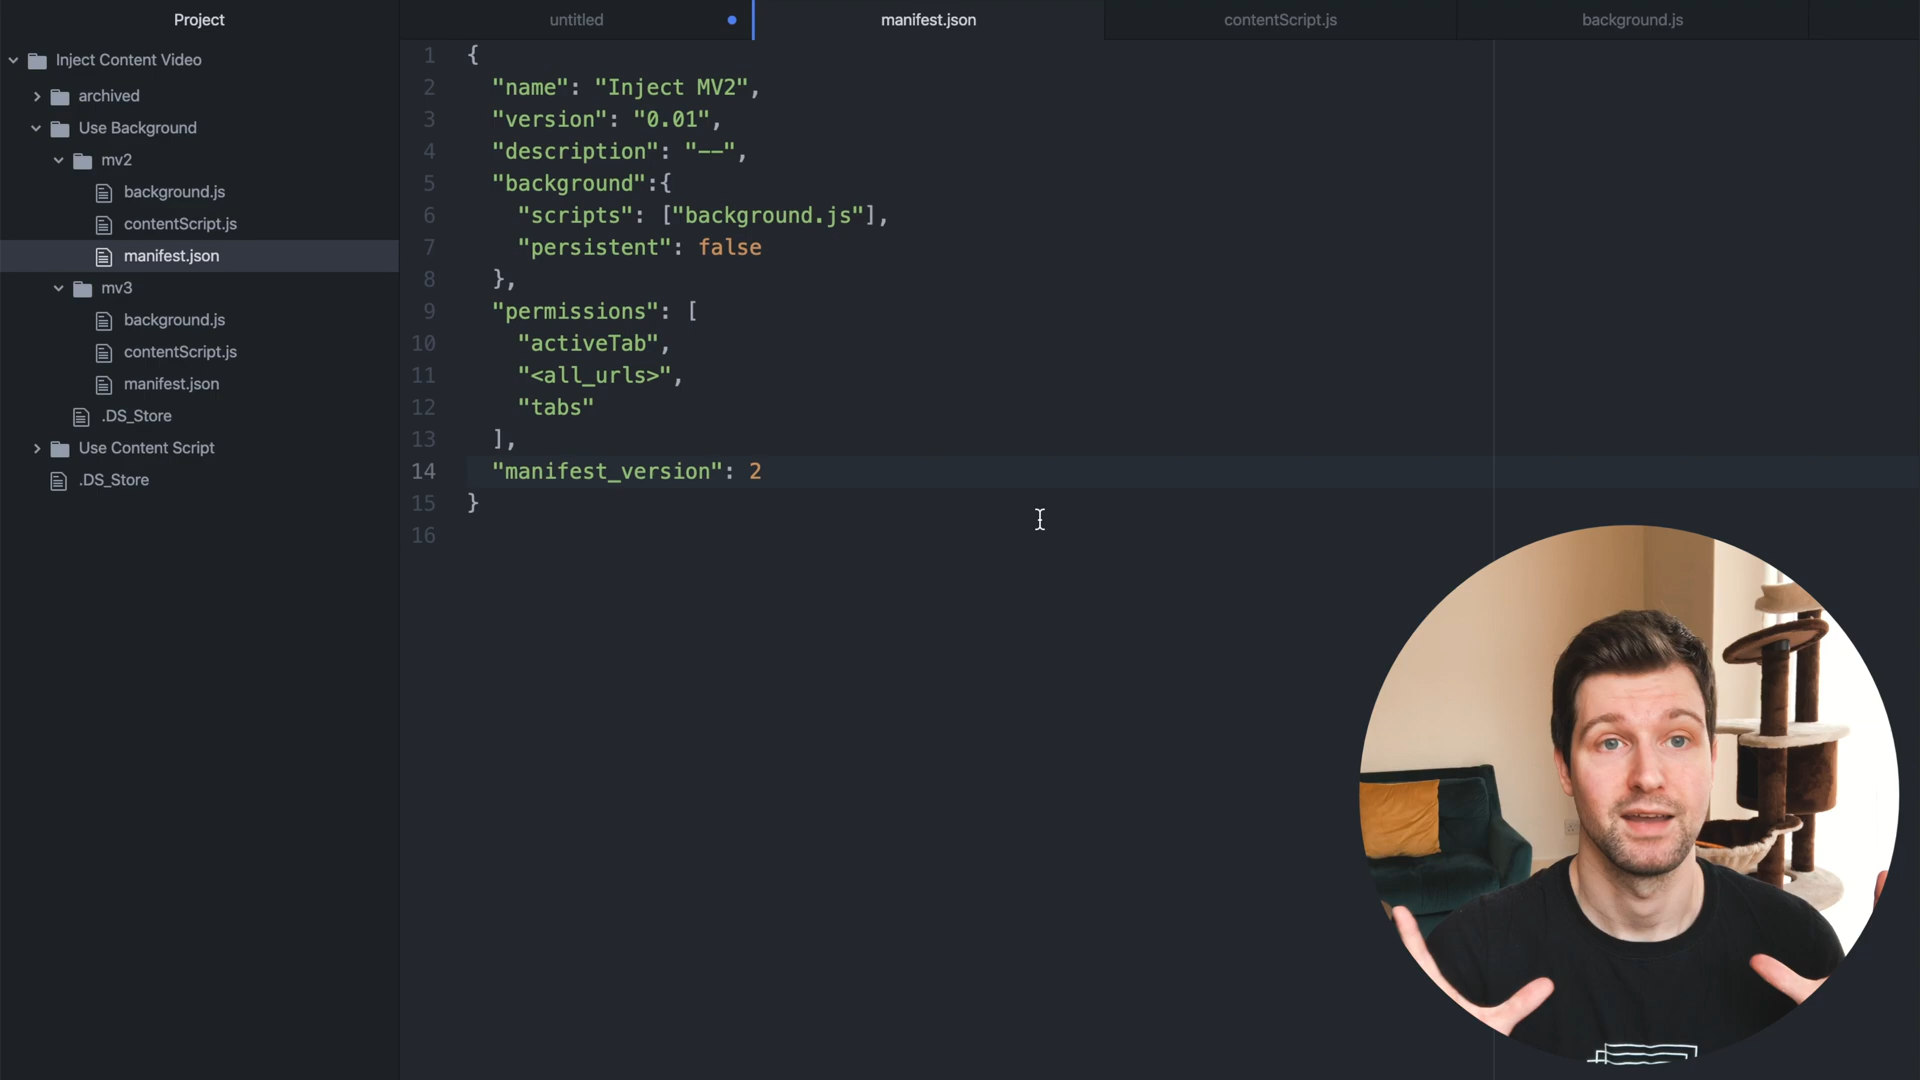 Project
Inject Content Video
archived
Use Background
mv2
background.js
contentScript.js
manifest.json
mv3
background.js
contentScript.js
manifest.json
.DS_Store
Use Content Script
.DS_Store
untitled
manifest.json
contentScript.js
background.js
1 {
2 "name": "Inject MV2",
3 "version": "0.01",
4 "description": "--",
5 "background":{
6 "scripts": ["background.js"],
7 "persistent": false
8 },
9 "permissions": [
10 "activeTab",
11 "<all_urls>",
12 "tabs"
13 ],
14 "manifest_version": 2
15 }
16